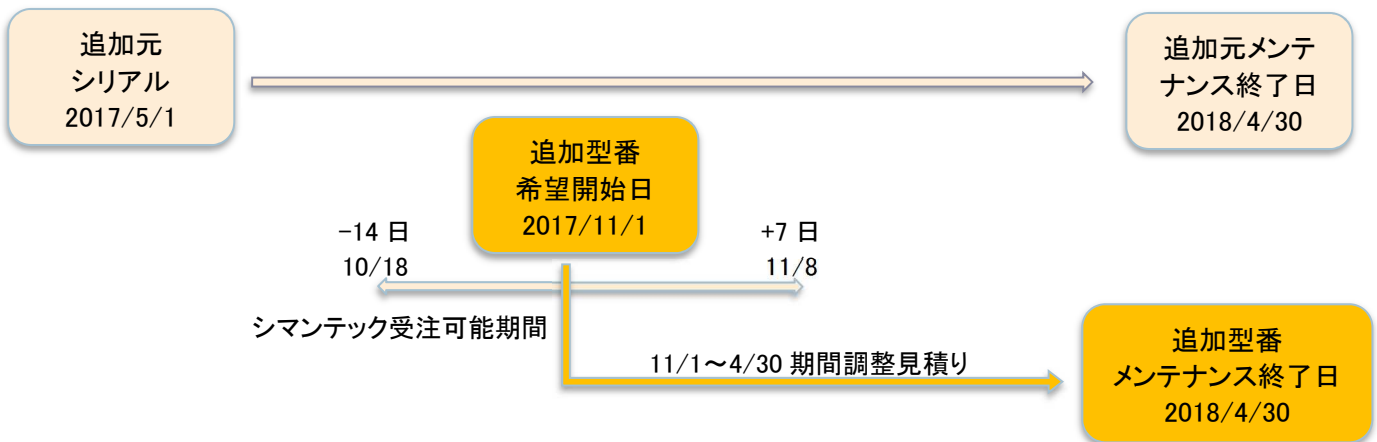 追加元
シリアル
2017/5/1
追加元メンテ
ナンス終了日
2018/4/30
追加型番
希望開始日
2017/11/1
-14 日
10/18
+7 日
11/8
シマンテック受注可能期間
11/1～4/30 期間調整見積り
追加型番
メンテナンス終了日
2018/4/30